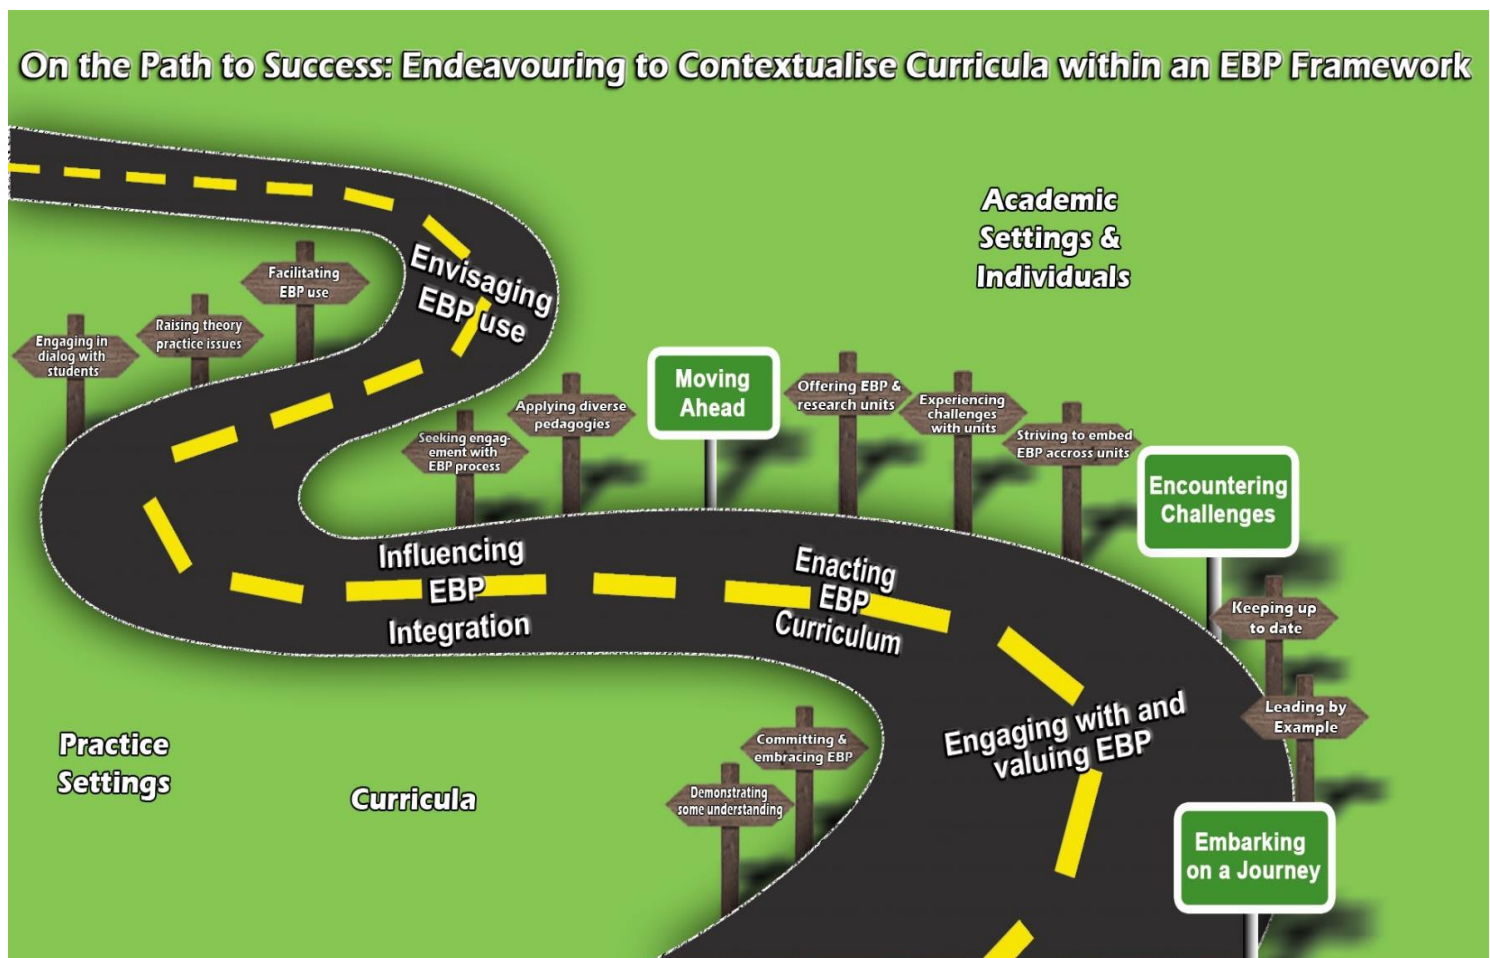 On the Path to Success: Endeavouring to Contextualise Curricula within an EBP Framework
Academic
Settings &
Individuals
Envisaging
EBP use
Facilitating
EBP use
Raising theory
practice issues
Engaging in
dialog with
students
Seeking engag-
ement with
EBP process
Applying diverse
pedagogies
Moving
Ahead
Offering EBP &
research units
Experiencing
challenges
with units
Striving to embed
EBP accross units
Encountering
Challenges
Influencing
EBP
Integration
Enacting
EBP
Curriculum
Keeping up
to date
Leading by
Example
Engaging with and
valuing EBP
Committing &
embracing EBP
Demonstrating
some understanding
Practice
Settings
Curricula
Embarking
on a Journey